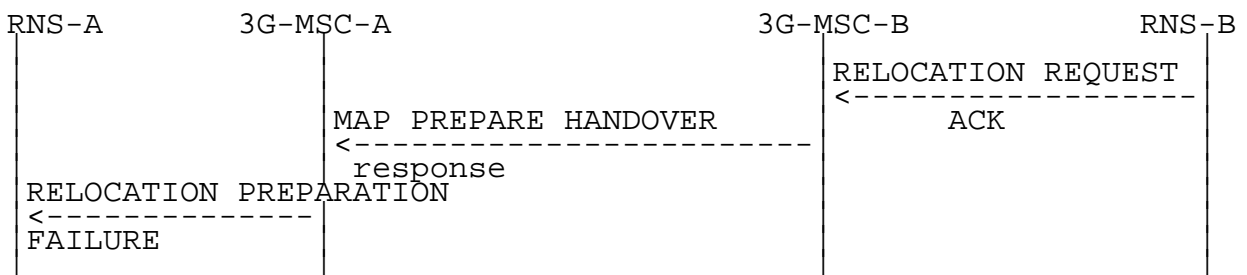 RNS-A 3G-MSC-A 3G-MSC-B RNS-B
RELOCATION REQUEST
ACK
MAP PREPARE HANDOVER
response
RELOCATION PREPARATION
FAILURE